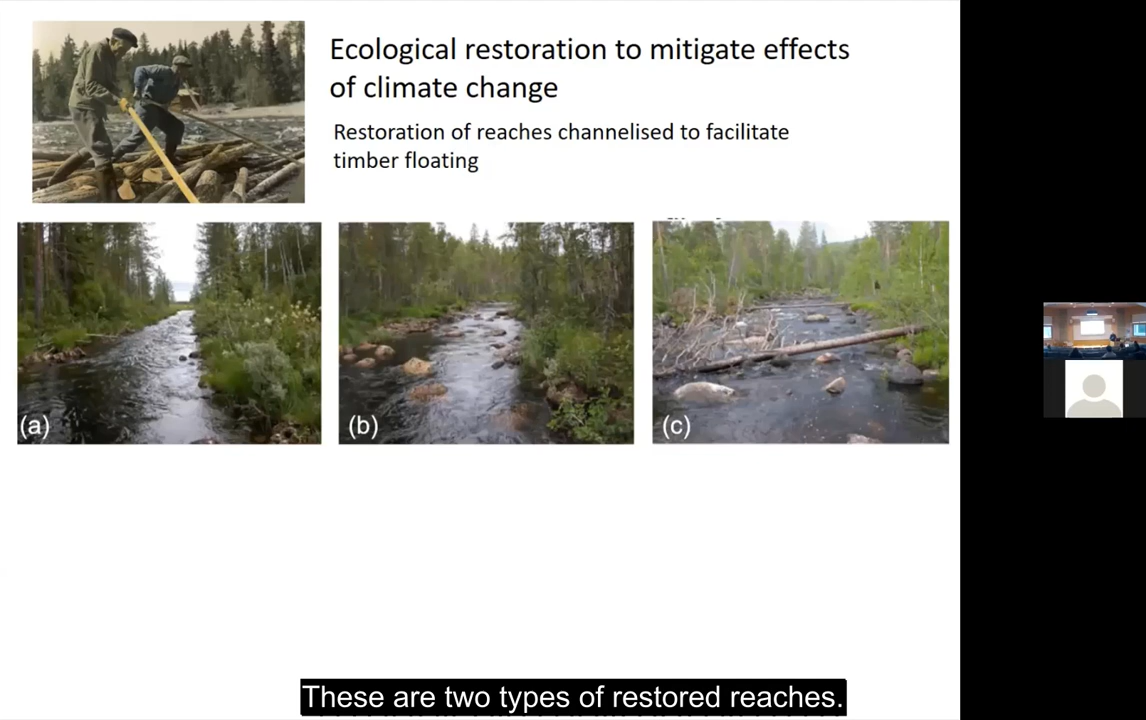 Ecological restoration to mitigate effects
of climate change
Restoration of reaches channelised to facilitate
timber floating
(a)
(b)
(c)
These are two types of restored reaches.